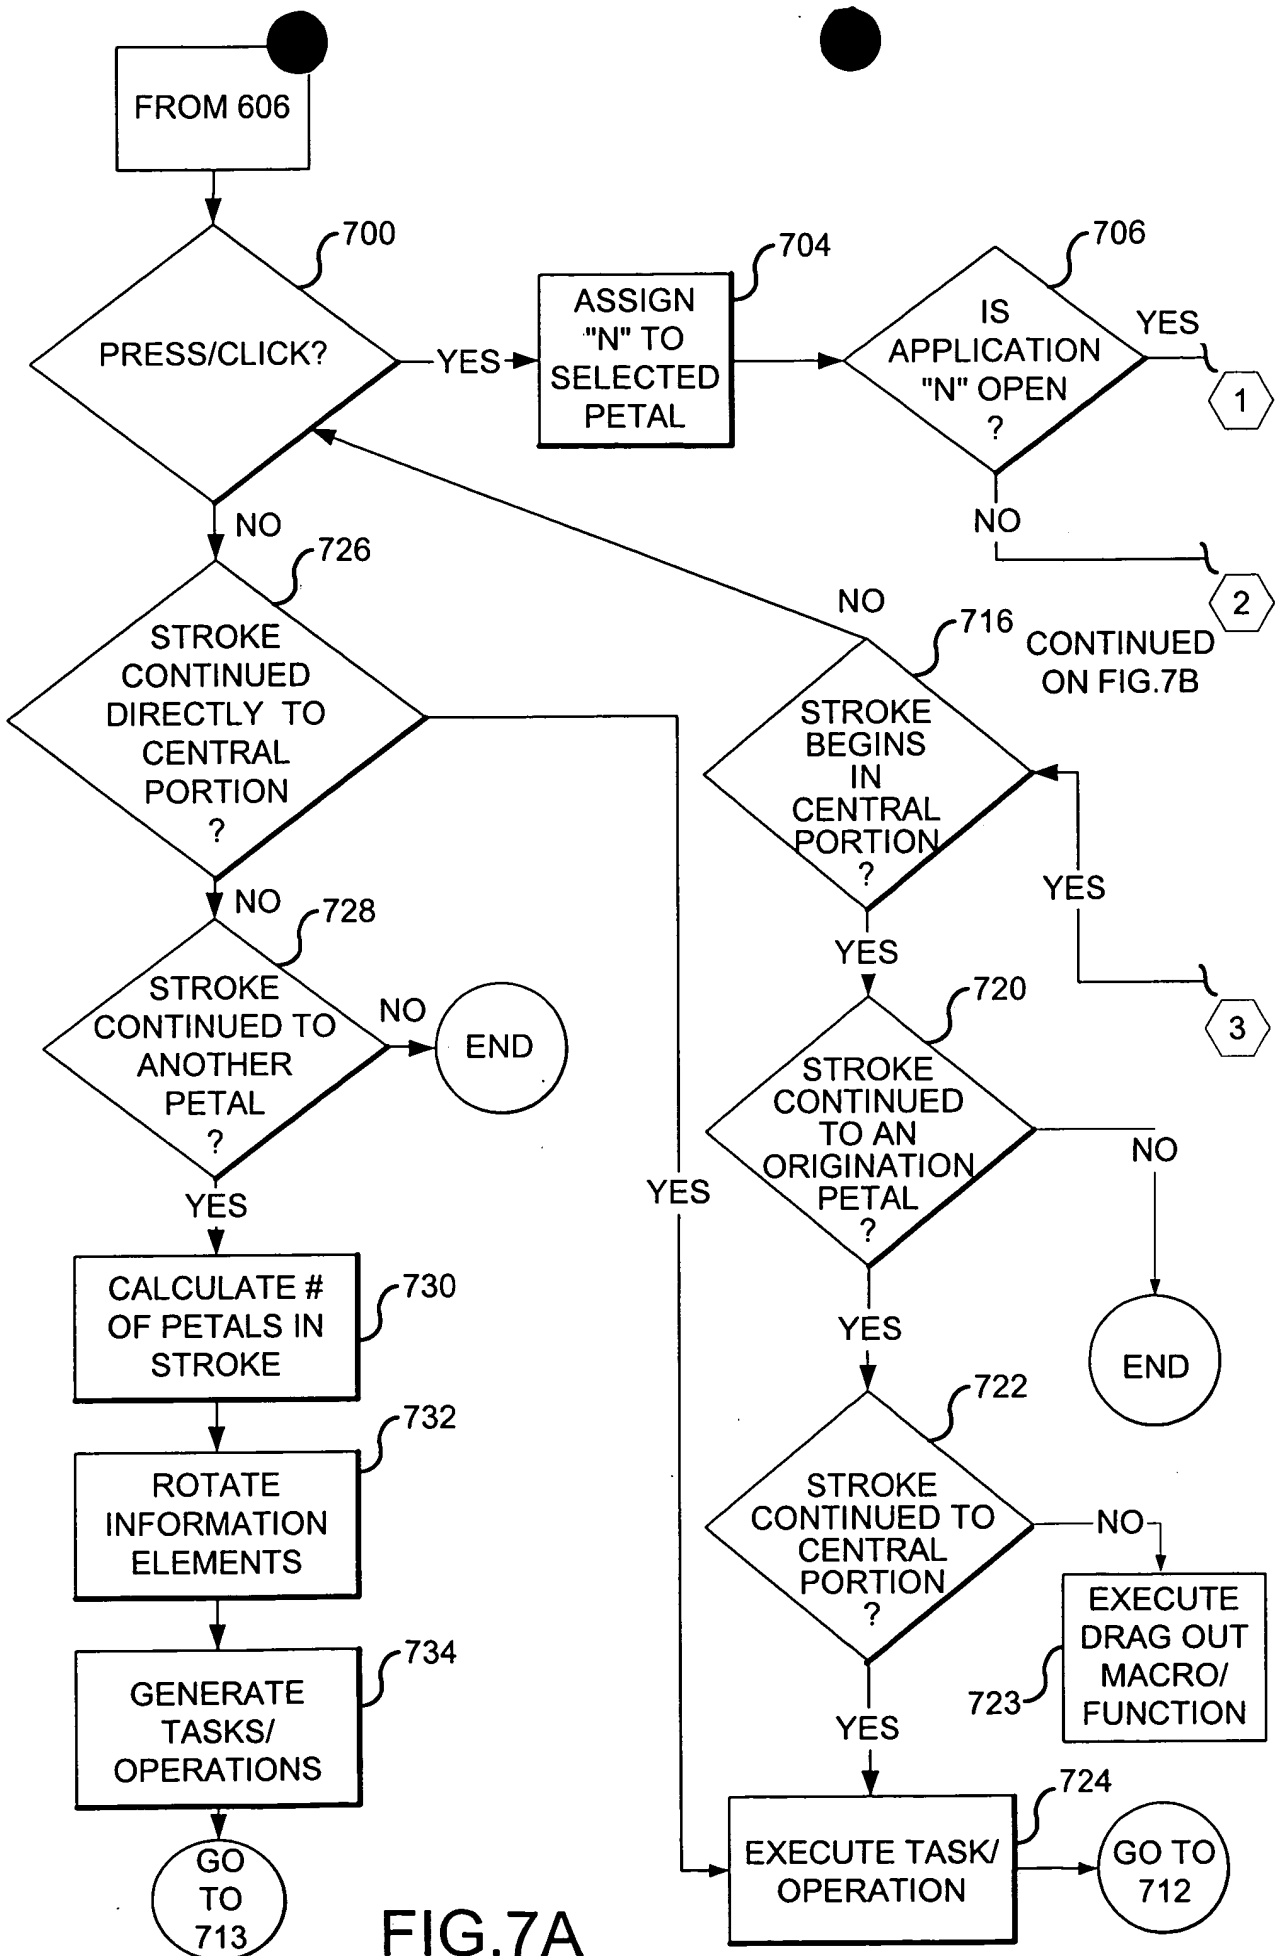 FROM 606
700
PRESS/CLICK?
YES
704
ASSIGN
"N" TO
SELECTED
PETAL
706
IS
APPLICATION
"N" OPEN
?
YES
1
NO
2
CONTINUED
ON FIG.7B
NO
726
STROKE
CONTINUED
DIRECTLY TO
CENTRAL
PORTION
?
YES
NO
728
STROKE
CONTINUED TO
ANOTHER
PETAL
?
NO
END
YES
CALCULATE #
OF PETALS IN
STROKE
730
732
ROTATE
INFORMATION
ELEMENTS
734
GENERATE
TASKS/
OPERATIONS
GO
TO
713
NO
716
STROKE
BEGINS
IN
CENTRAL
PORTION
?
YES
3
YES
720
STROKE
CONTINUED
TO AN
ORIGINATION
PETAL
?
NO
END
YES
722
STROKE
CONTINUED TO
CENTRAL
PORTION
?
NO
EXECUTE
DRAG OUT
MACRO/
FUNCTION
723
YES
724
EXECUTE TASK/
OPERATION
GO TO
712
FIG.7A